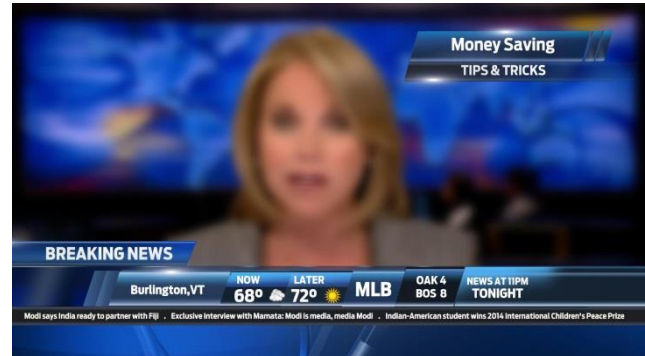 Money Saving
TIPS & TRICKS
BREAKING NEWS
Burlington,VT
NOW
68º
LATER
72º
MLB
OAK 4
BOS 8
NEWS AT 11PM
TONIGHT
Modi says India ready to partner with Fiji . Exclusive interview with Mamata: Modi is media, media Modi . Indian-American student wins 2014 International Children's Peace Prize